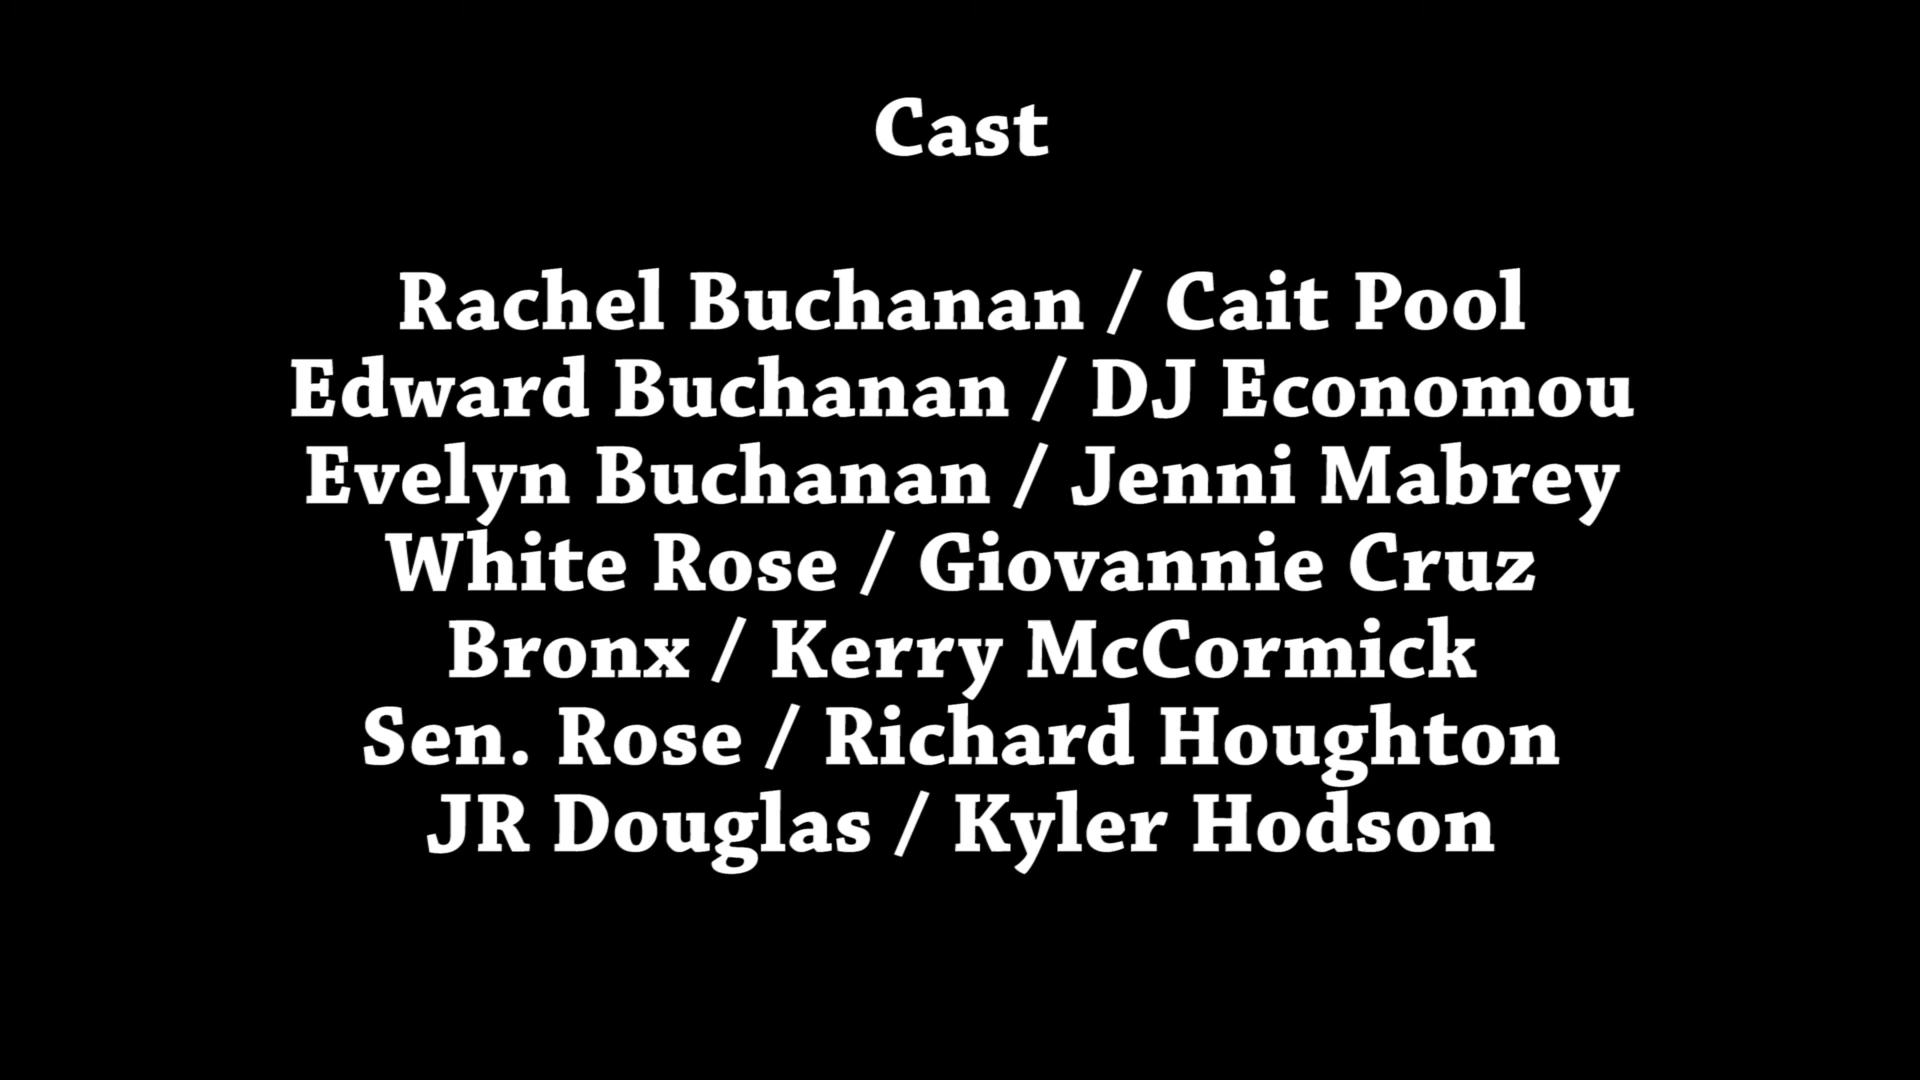 Cast
Rachel Buchanan / Cait Pool
Edward Buchanan / DJ Economou
Evelyn Buchanan / Jenni Mabrey
White Rose / Giovannie Cruz
Bronx / Kerry McCormick
Sen. Rose / Richard Houghton
JR Douglas / Kyler Hodson